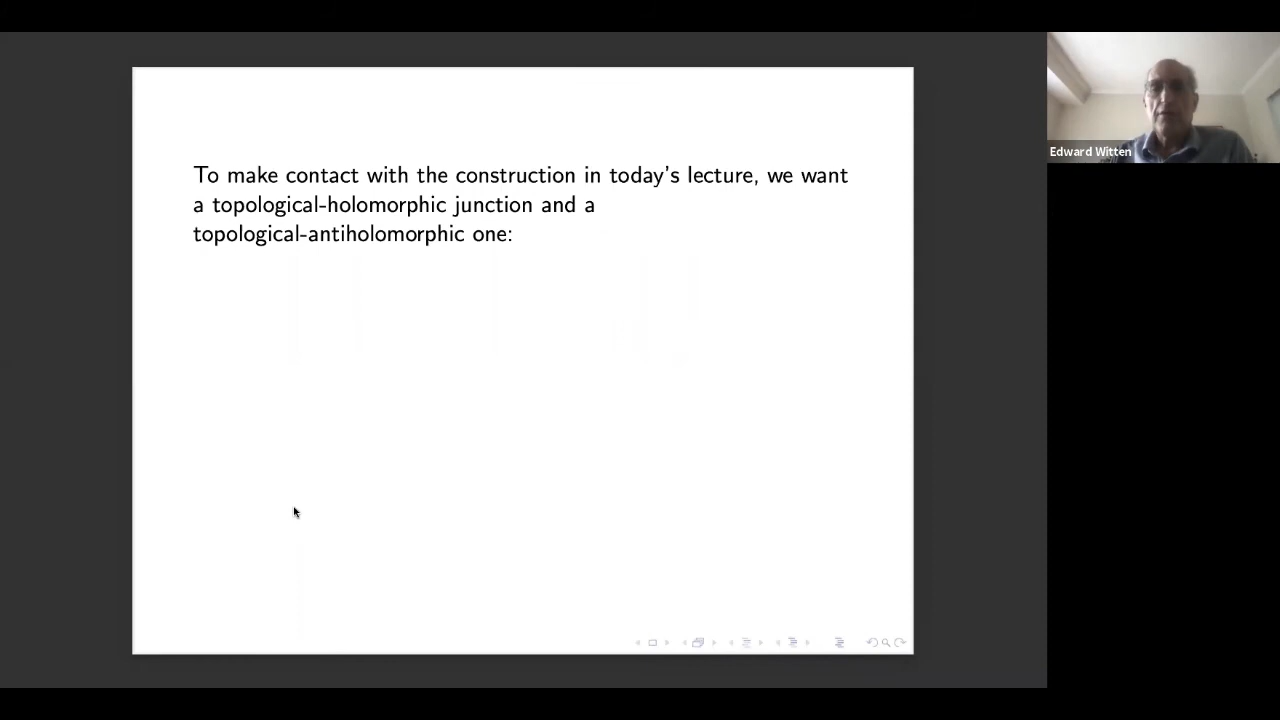 To make contact with the construction in today's lecture, we want
a topological-holomorphic junction and a
topological-antiholomorphic one:
Edward Witten